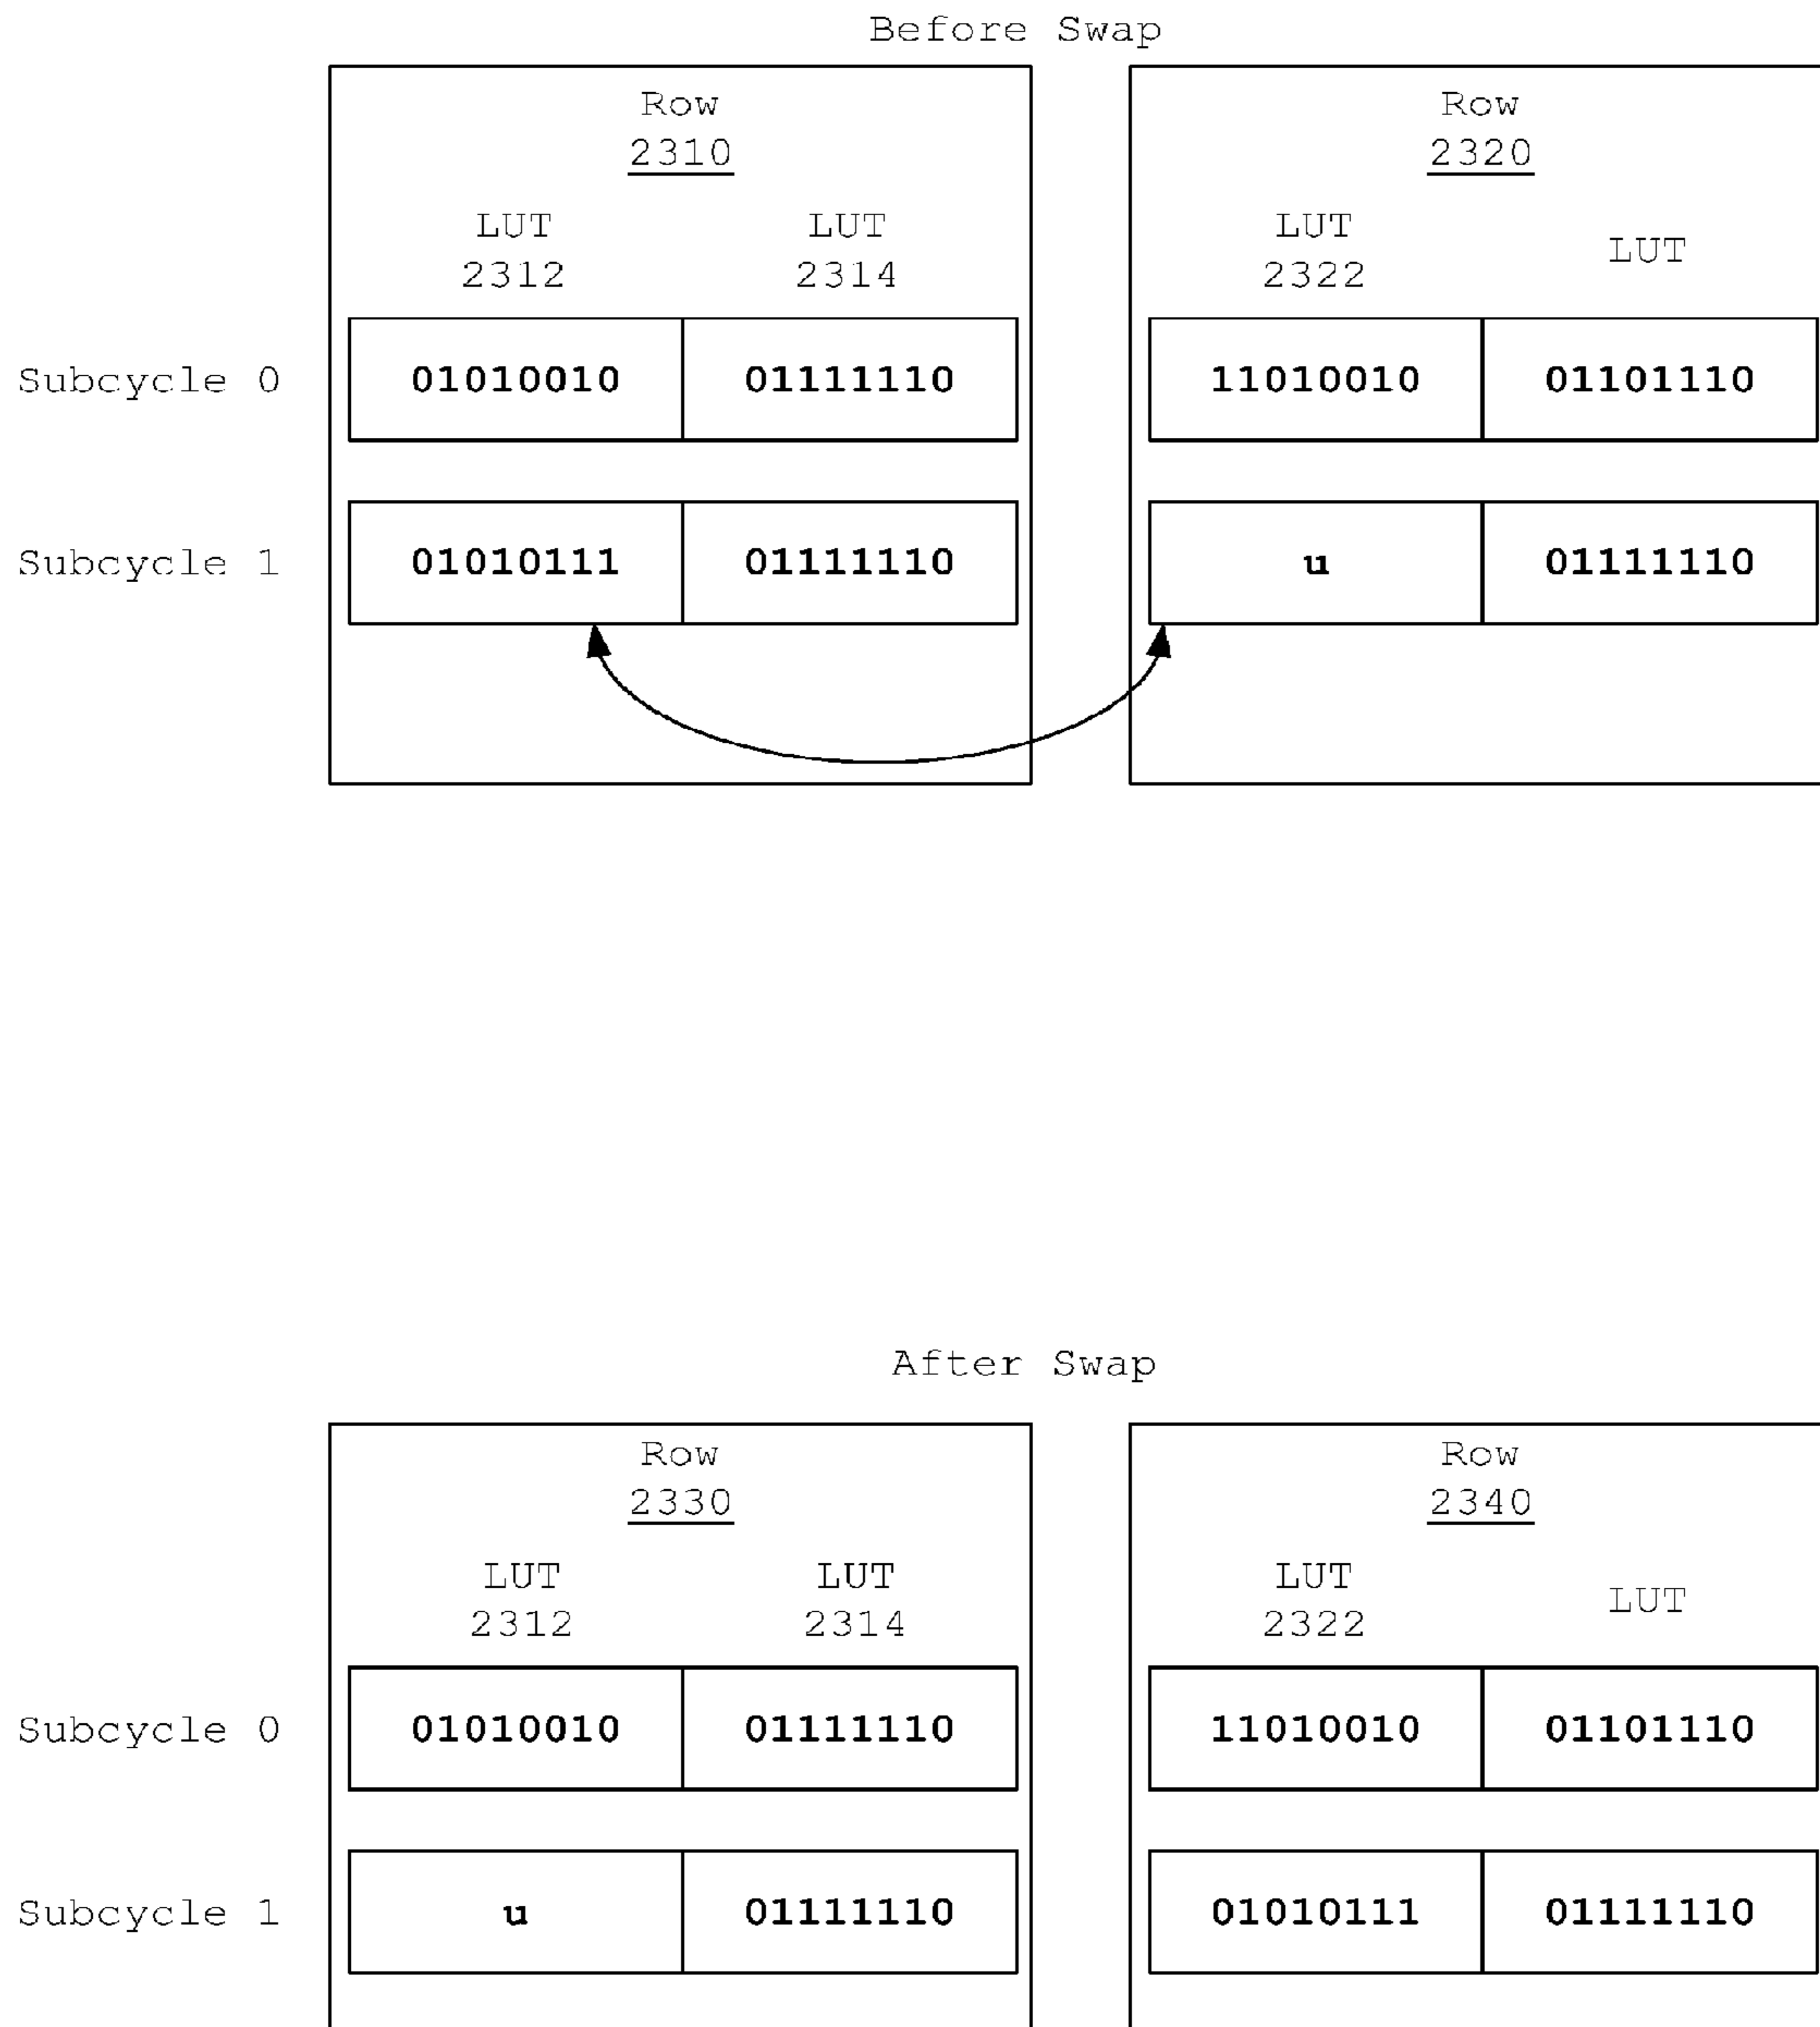 Before Swap
Row Row
2310 2320
LUT LUT LUT LUT
2312 2314 2322
Subcycle 0 01010010 01111110 11010010 01101110
Subcycle 1 01010111 01111110 u 01111110
After Swap
Row Row
2330 2340
LUT LUT LUT LUT
2312 2314 2322
Subcycle 0 01010010 01111110 11010010 01101110
Subcycle 1 u 01111110 01010111 01111110